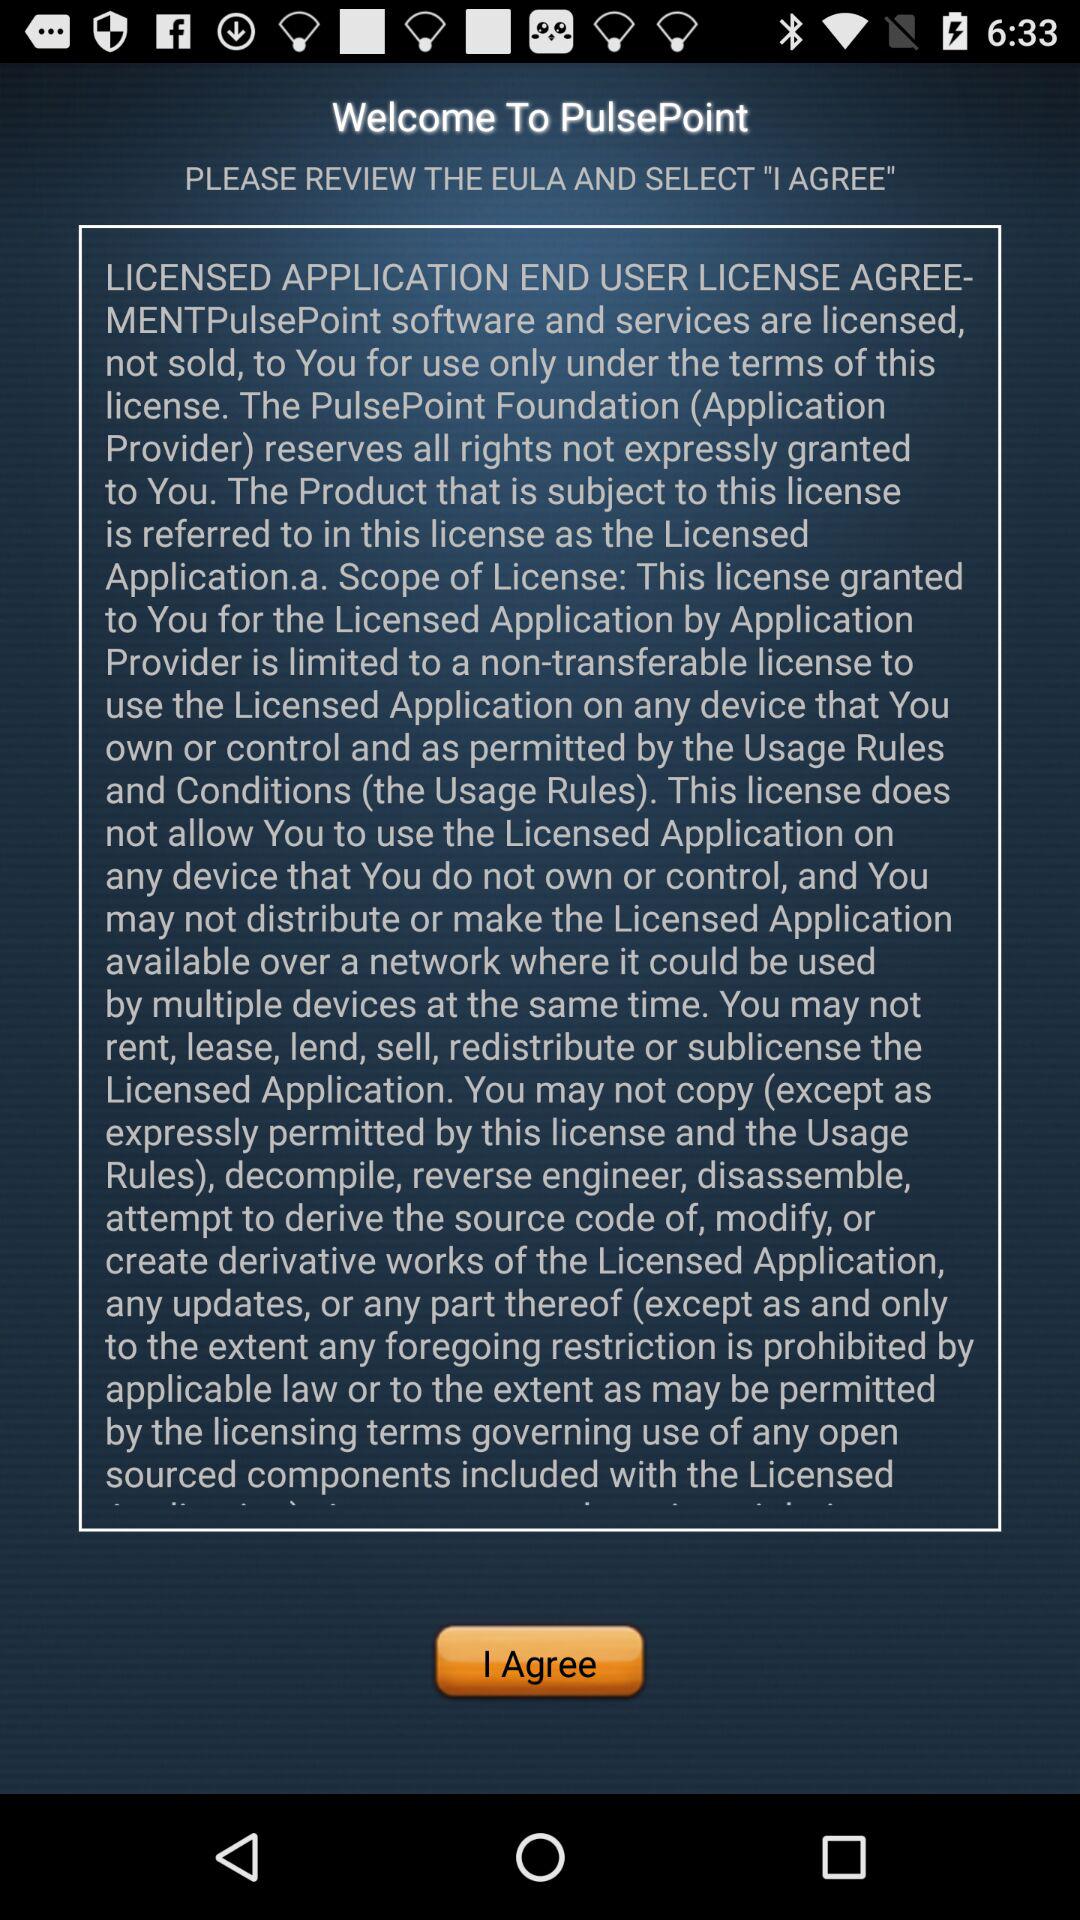 6:33
Welcome To PulsePoint
PLEASE REVIEW THE EULA AND SELECT "I AGREE"
LICENSED APPLICATION END USER LICENSE AGREE-
MENTPulsePoint software and services are licensed,
not sold, to You for use only under the terms of this
license. The PulsePoint Foundation (Application
Provider) reserves all rights not expressly granted
to You. The Product that is subject to this license
is referred to in this license as the Licensed
Application.a. Scope of License: This license granted
to You for the Licensed Application by Application
Provider is limited to a non-transferable license to
use the Licensed Application on any device that You
own or control and as permitted by the Usage Rules
and Conditions (the Usage Rules). This license does
not allow You to use the Licensed Application on
any device that You do not own or control, and You
may not distribute or make the Licensed Application
available over a network where it could be used
by multiple devices at the same time. You may not
rent, lease, lend, sell, redistribute or sublicense the
Licensed Application. You may not copy (except as
expressly permitted by this license and the Usage
Rules), decompile, reverse engineer, disassemble,
attempt to derive the source code of, modify, or
create derivative works of the Licensed Application,
any updates, or any part thereof (except as and only
to the extent any foregoing restriction is prohibited by
applicable law or to the extent as may be permitted
by the licensing terms governing use of any open
sourced components included with the Licensed
I Agree